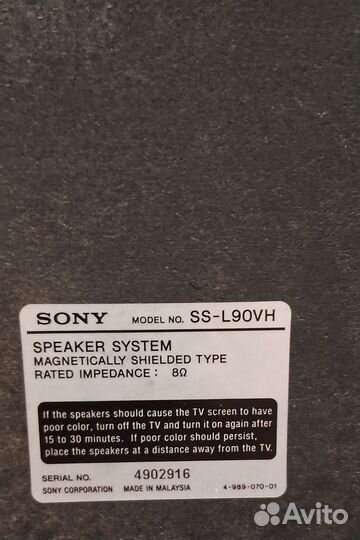 SONY MODEL NO. SS-L90VH
SPEAKER SYSTEM
MAGNETICALLY SHIELDED TYPE
RATED IMPEDANCE : 8Ω
If the speakers should cause the TV screen to have
poor color, turn off the TV and turn it on again after
15 to 30 minutes. If poor color should persist,
place the speakers at a distance away from the TV.
SERIAL NO. 4902916
SONY CORPORATION MADE IN MALAYSIA 4-989-070-01
Avito